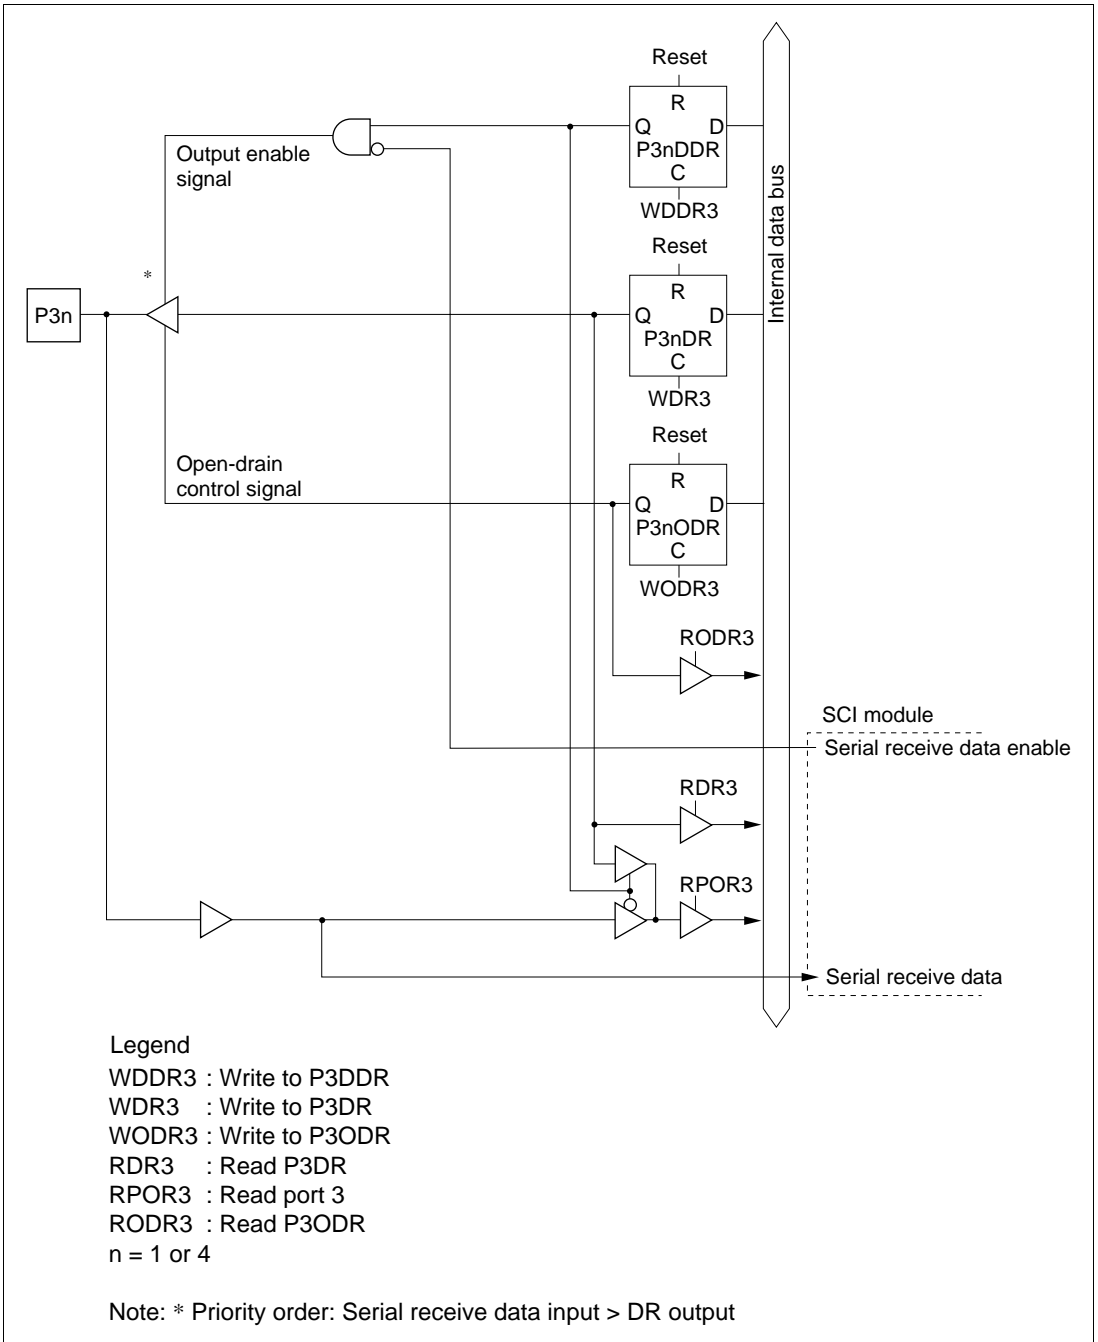 Reset
R
Q D
P3nDDR
C
WDDR3
Output enable
signal
Internal data bus
Reset
*
R
P3n
Q D
P3nDR
C
WDR3
Reset
Open-drain
control signal
R
Q D
P3nODR
C
WODR3
RODR3
SCI module
Serial receive data enable
RDR3
RPOR3
Serial receive data
Legend
WDDR3 : Write to P3DDR
WDR3 : Write to P3DR
WODR3 : Write to P3ODR
RDR3 : Read P3DR
RPOR3 : Read port 3
RODR3 : Read P3ODR
n = 1 or 4
Note: * Priority order: Serial receive data input > DR output